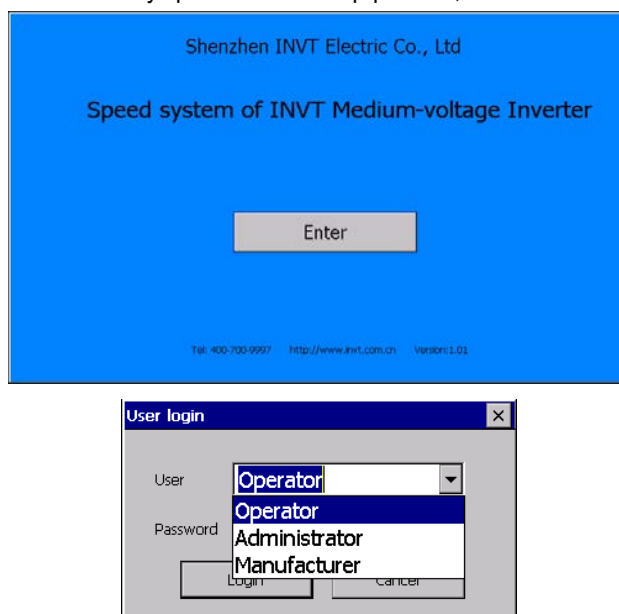 Shenzhen INVT Electric Co., Ltd
Speed system of INVT Medium-voltage Inverter
Enter
Tel: 400-700-9997 http://www.invt.com.cn Version:1.01
User login
User Operator
Operator
Password
Administrator
Manufacturer
Login Cancel